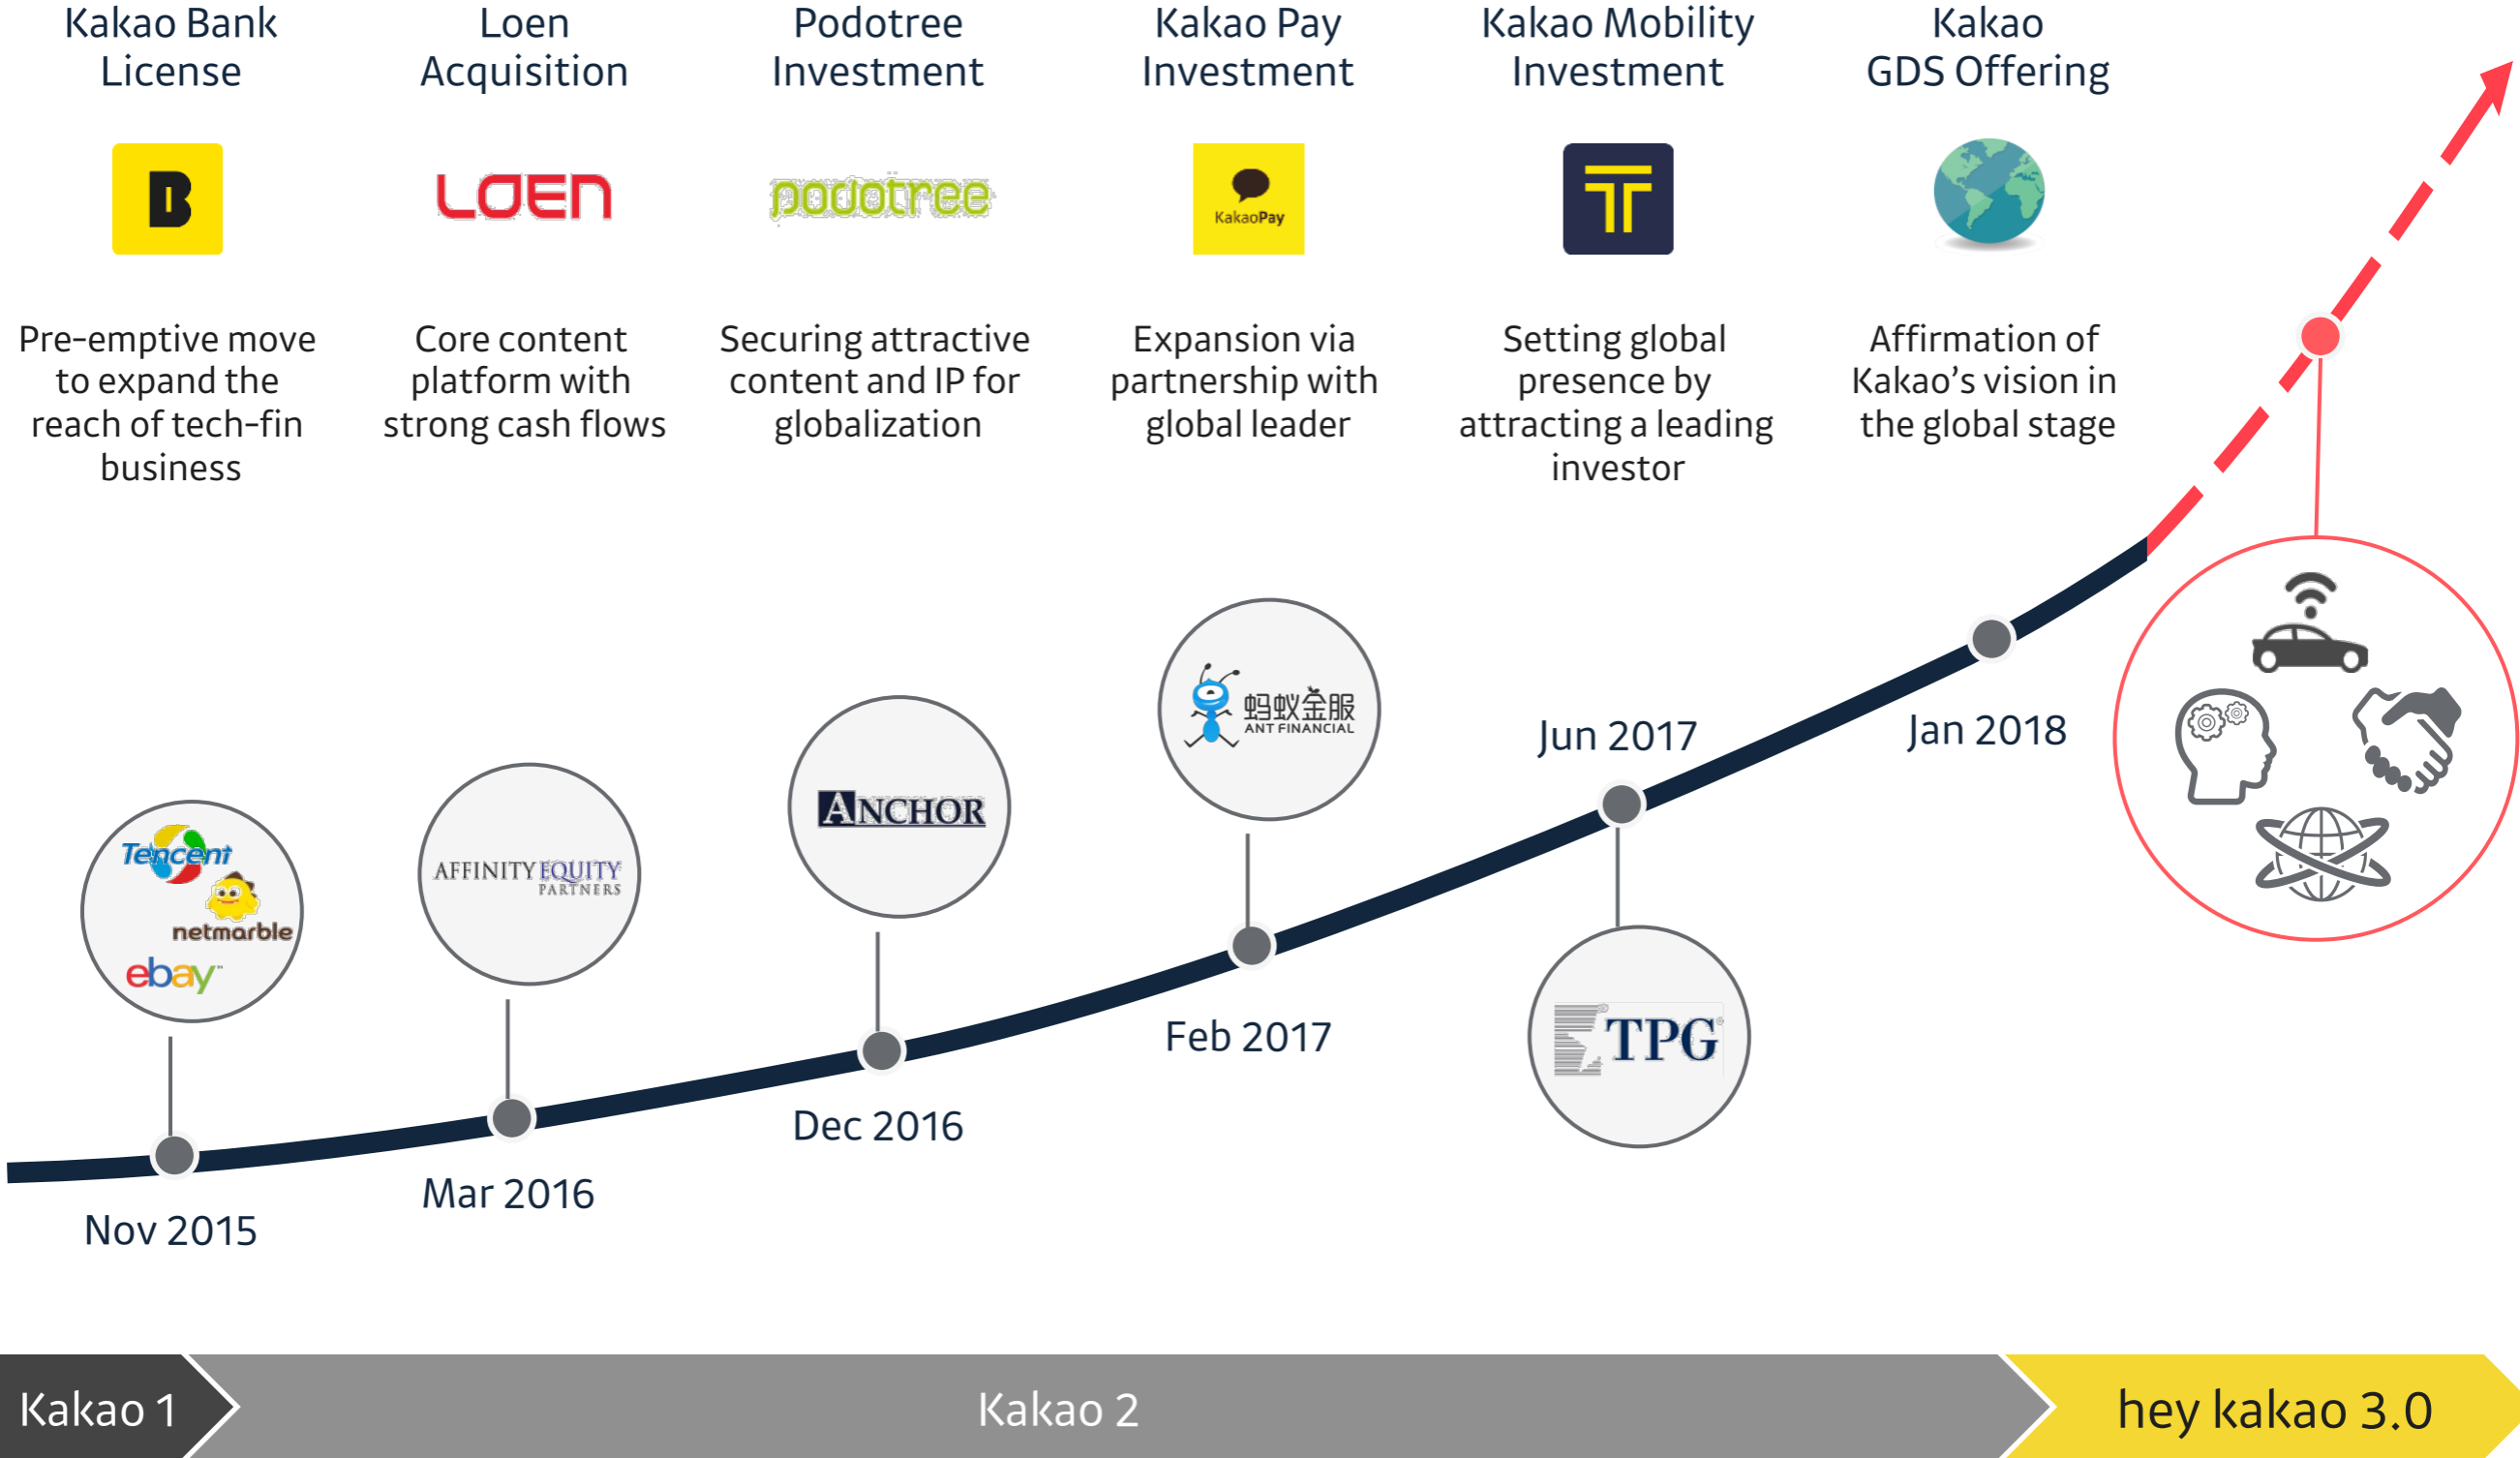 Kakao Bank
License
Loen
Acquisition
Podotree
Investment
Kakao Pay
Investment
Kakao Mobility
Investment
Kakao
GDS Offering
B
LOEN
podotree
KakaoPay
T
Pre-emptive move
to expand the
reach of tech-fin
business
Core content
platform with
strong cash flows
Securing attractive
content and IP for
globalization
Expansion via
partnership with
global leader
Setting global
presence by
attracting a leading
investor
Affirmation of
Kakao's vision in
the global stage
Tencent
netmarble
ebay™
AFFINITY EQUITY
PARTNERS
ANCHOR
蚂蚁金服
ANT FINANCIAL
TPG
Nov 2015
Mar 2016
Dec 2016
Feb 2017
Jun 2017
Jan 2018
Kakao 1
Kakao 2
hey kakao 3.0